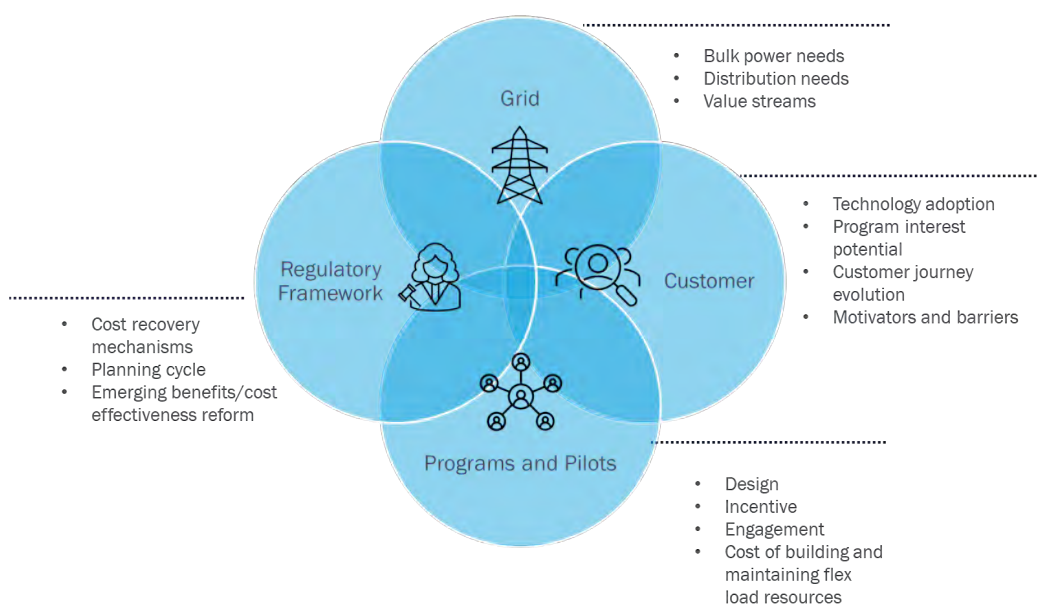 Grid
• Bulk power needs
• Distribution needs
• Value streams
Customer
• Technology adoption
• Program interest
potential
• Customer journey
evolution
• Motivators and barriers
Regulatory
Framework
• Cost recovery
mechanisms
• Planning cycle
• Emerging benefits/cost
effectiveness reform
Programs and Pilots
• Design
• Incentive
• Engagement
• Cost of building and
maintaining flex
load resources